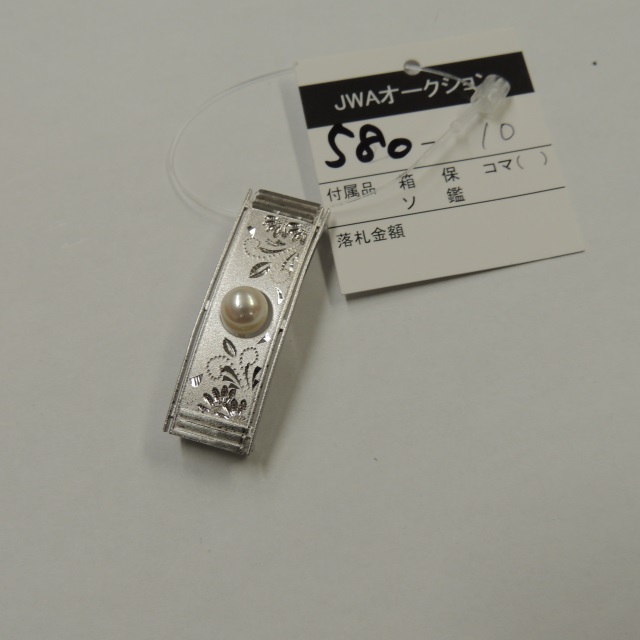 JWAオークション
580-10
付属品 箱 保 コマ( )
ソ 鑑
落札金額